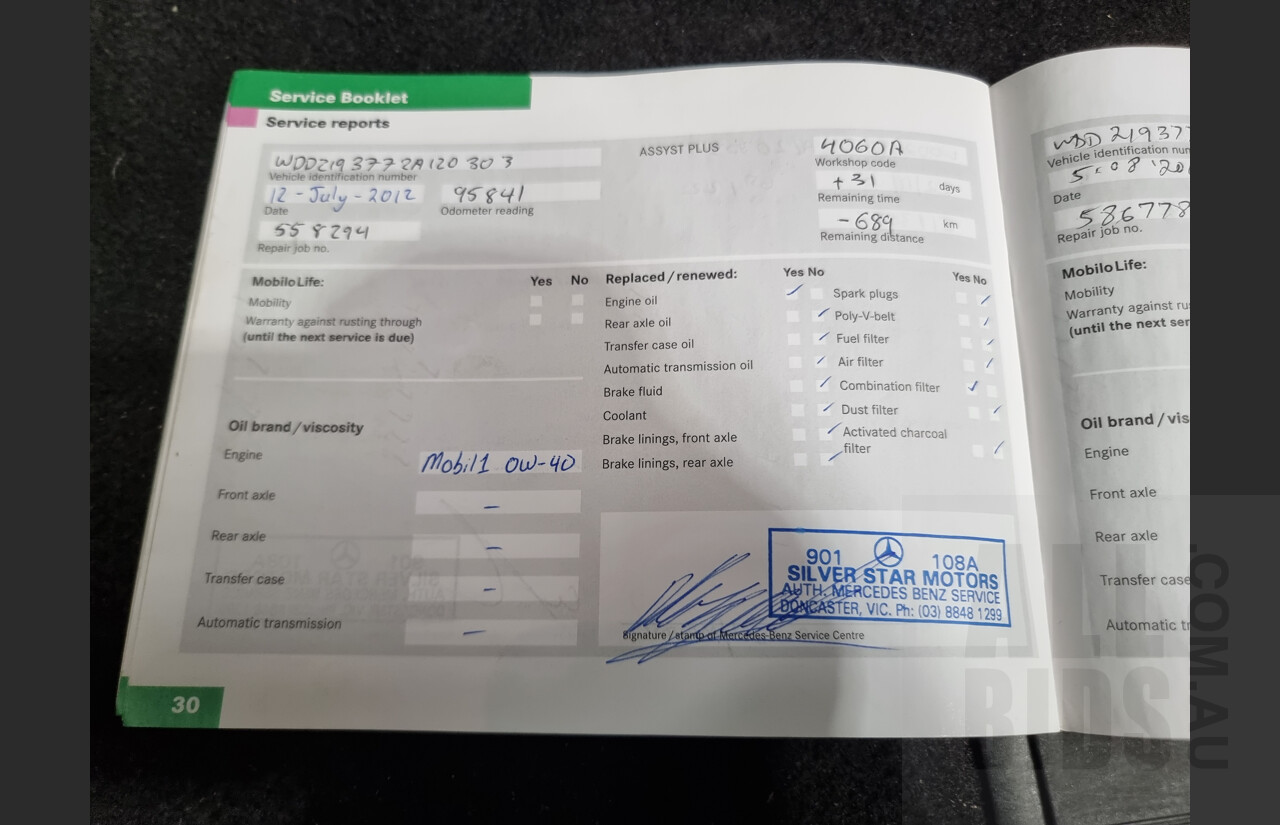 Service Booklet
Service reports
WDD2193772A120 303
Vehicle identification number
12-July-2012 95841
Date Odometer reading
558294
Repair job no.
ASSYST PLUS
4060A
Workshop code
+31 days
Remaining time
-689 km
Remaining distance
MobiloLife: Yes No
Mobility
Warranty against rusting through
(until the next service is due)
Oil brand/viscosity
Engine Mobil1 0W-40
Front axle -
Rear axle -
Transfer case -
Automatic transmission -
Replaced/renewed: Yes No Yes No
Engine oil ✓ Spark plugs ✓
Rear axle oil ✓ Poly-V-belt ✓
Transfer case oil ✓ Fuel filter ✓
Automatic transmission oil ✓ Air filter ✓
Brake fluid ✓ Combination filter ✓
Coolant ✓ Dust filter ✓
Brake linings, front axle ✓ Activated charcoal
filter ✓
Brake linings, rear axle ✓
901 108A
SILVER STAR MOTORS
AUTH. MERCEDES BENZ SERVICE
DONCASTER, VIC. Ph: (03) 8848 1299
Signature/stamp of Mercedes-Benz Service Centre
30
Vehicle identification
Date
586778
Repair job no.
MobiloLife:
Mobility
Warranty against
(until the next
Oil brand/
Engine
Front axle
Rear axle
Transfer case
Automatic
ALL
BIDS
.COM.AU